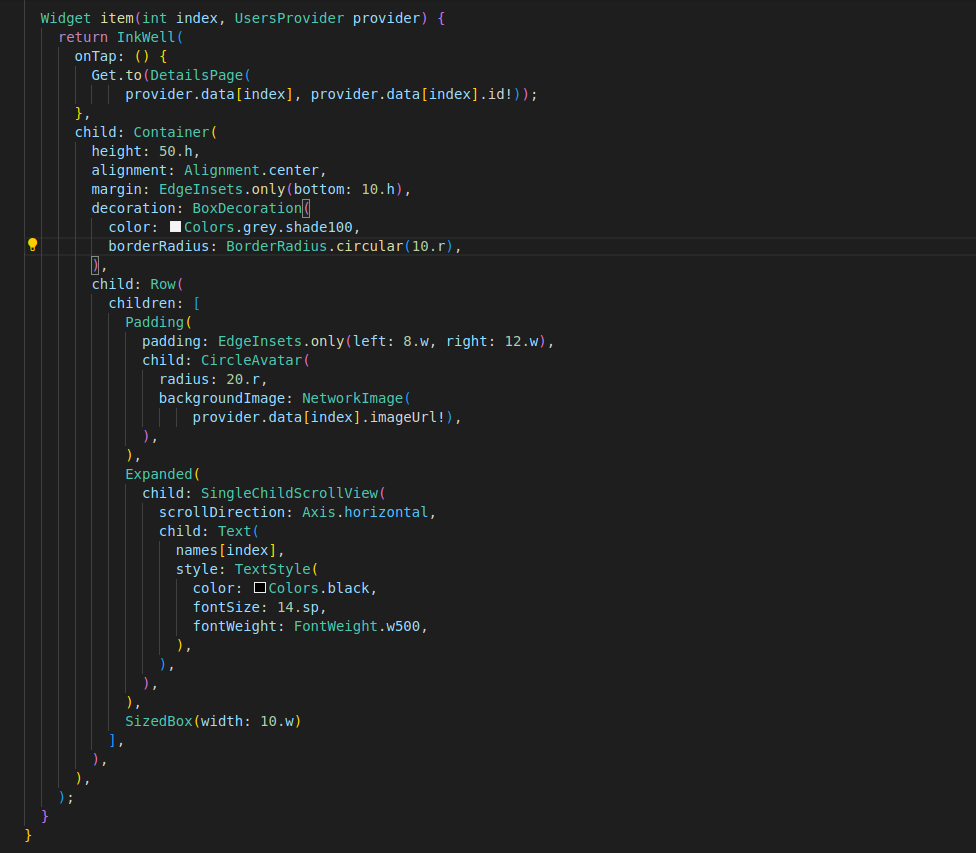 Widget item(int index, UsersProvider provider) {
return InkWell(
onTap: () {
Get.to(DetailsPage(
provider.data[index], provider.data[index].id!));
},
child: Container(
height: 50.h,
alignment: Alignment.center,
margin: EdgeInsets.only(bottom: 10.h),
decoration: BoxDecoration(
color: Colors.grey.shade100,
borderRadius: BorderRadius.circular(10.r),
),
child: Row(
children: [
Padding(
padding: EdgeInsets.only(left: 8.w, right: 12.w),
child: CircleAvatar(
radius: 20.r,
backgroundImage: NetworkImage(
provider.data[index].imageUrl!),
),
),
Expanded(
child: SingleChildScrollView(
scrollDirection: Axis.horizontal,
child: Text(
names[index],
style: TextStyle(
color: Colors.black,
fontSize: 14.sp,
fontWeight: FontWeight.w500,
),
),
),
),
SizedBox(width: 10.w)
],
),
),
);
}
}